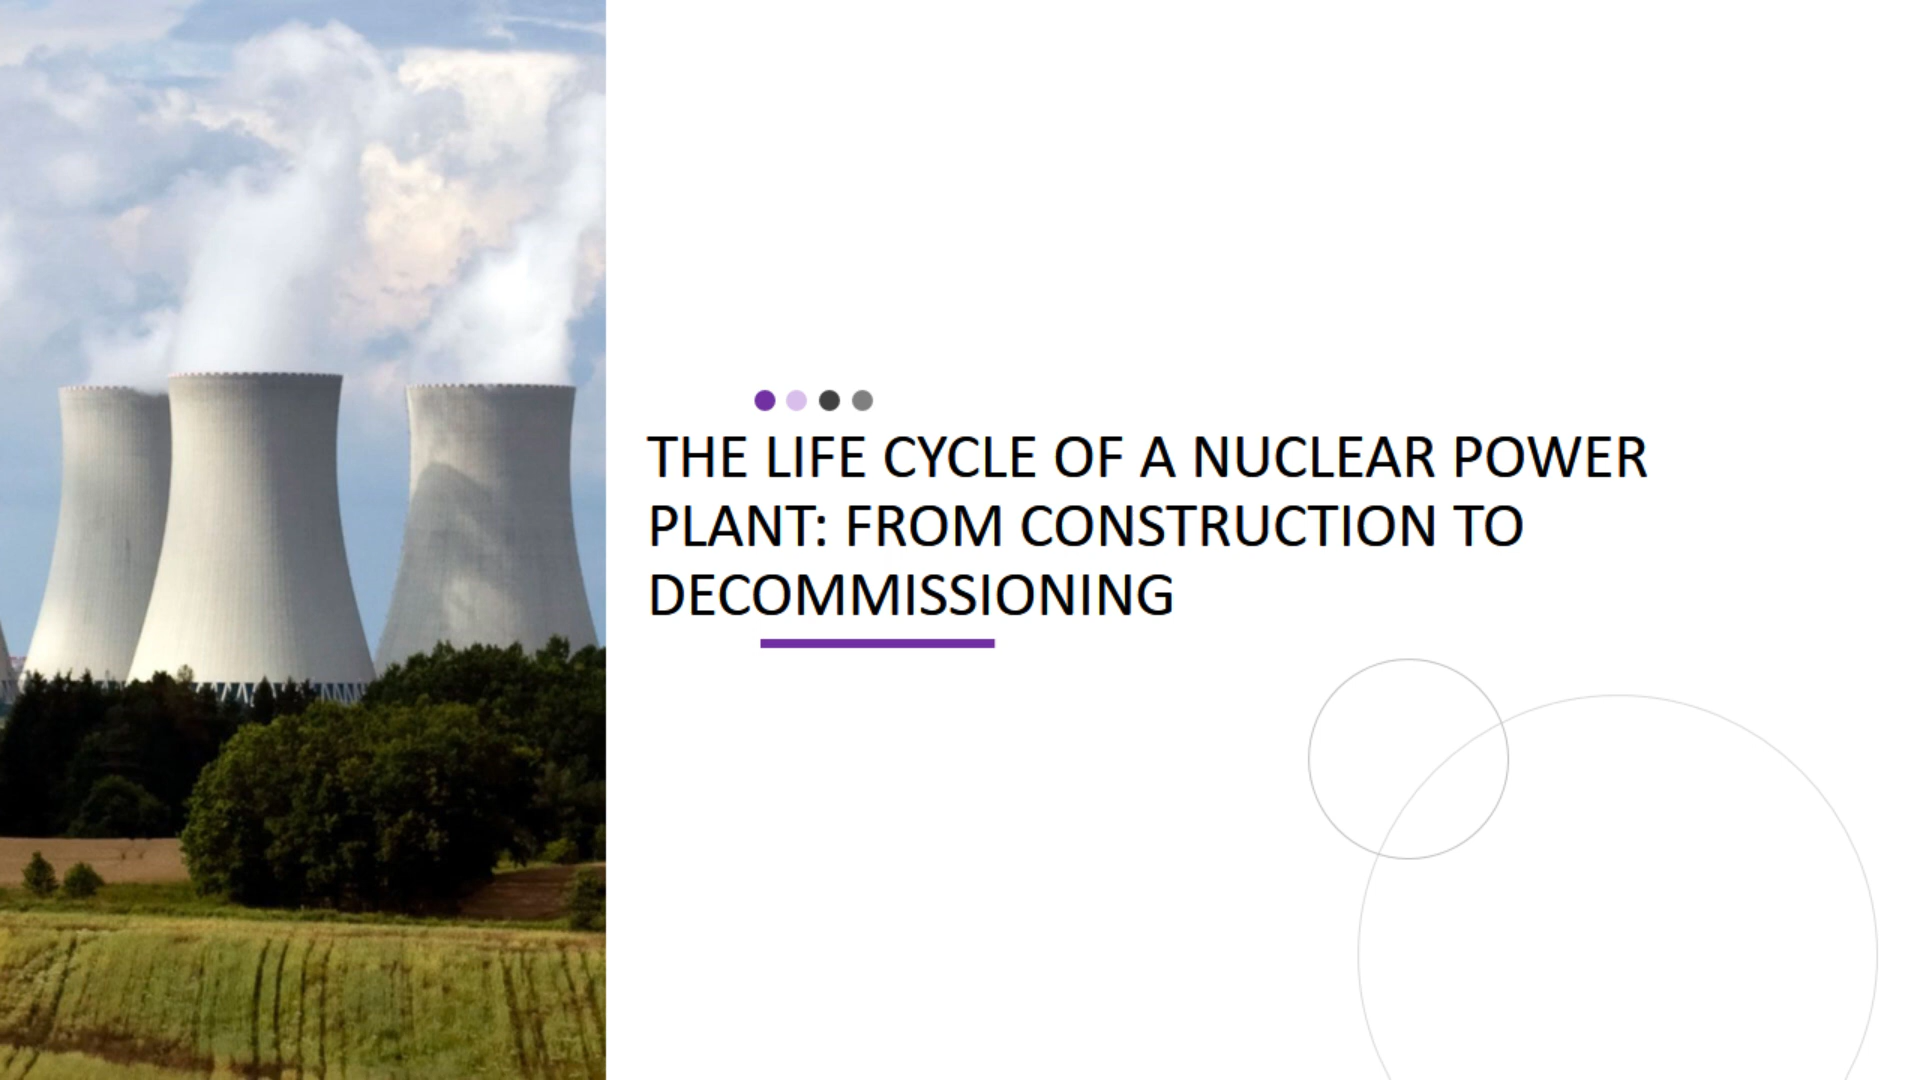 THE LIFE CYCLE OF A NUCLEAR POWER
PLANT: FROM CONSTRUCTION TO
DECOMMISSIONING